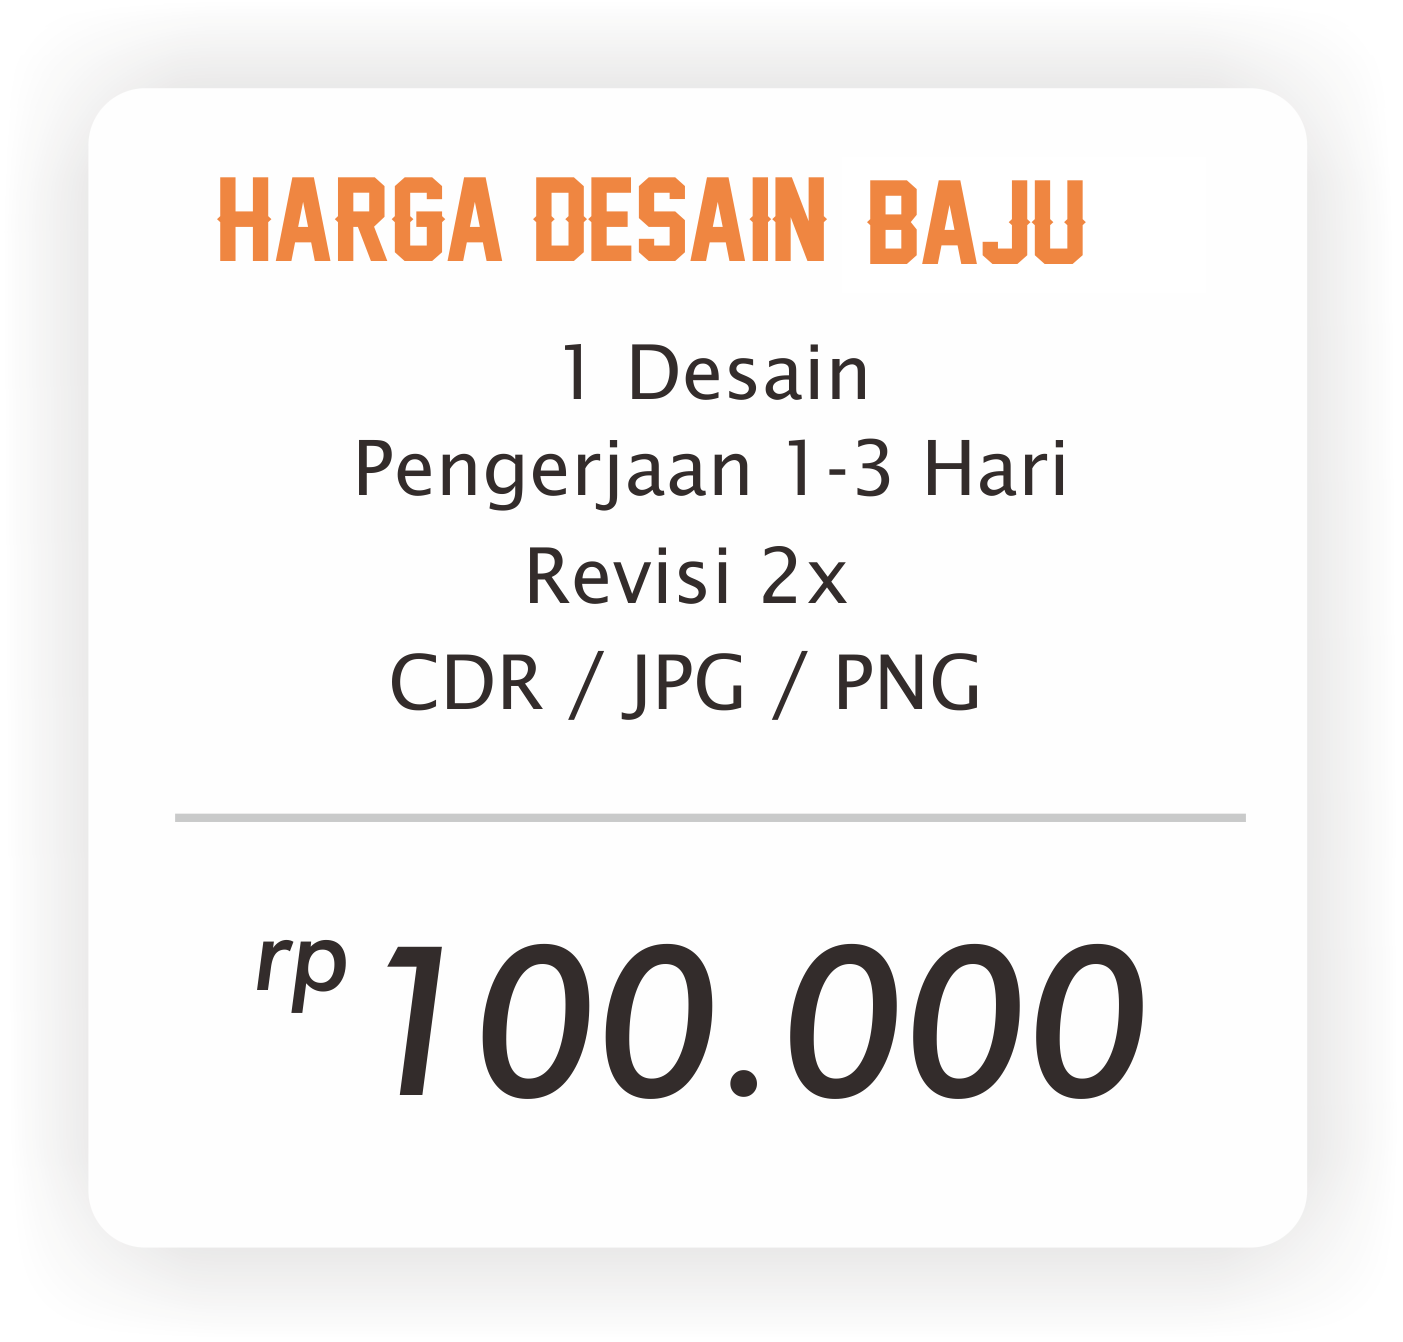 HARGA DESAIN BAJU
1 Desain
Pengerjaan 1-3 Hari
Revisi 2x
CDR / JPG / PNG
rp 100.000